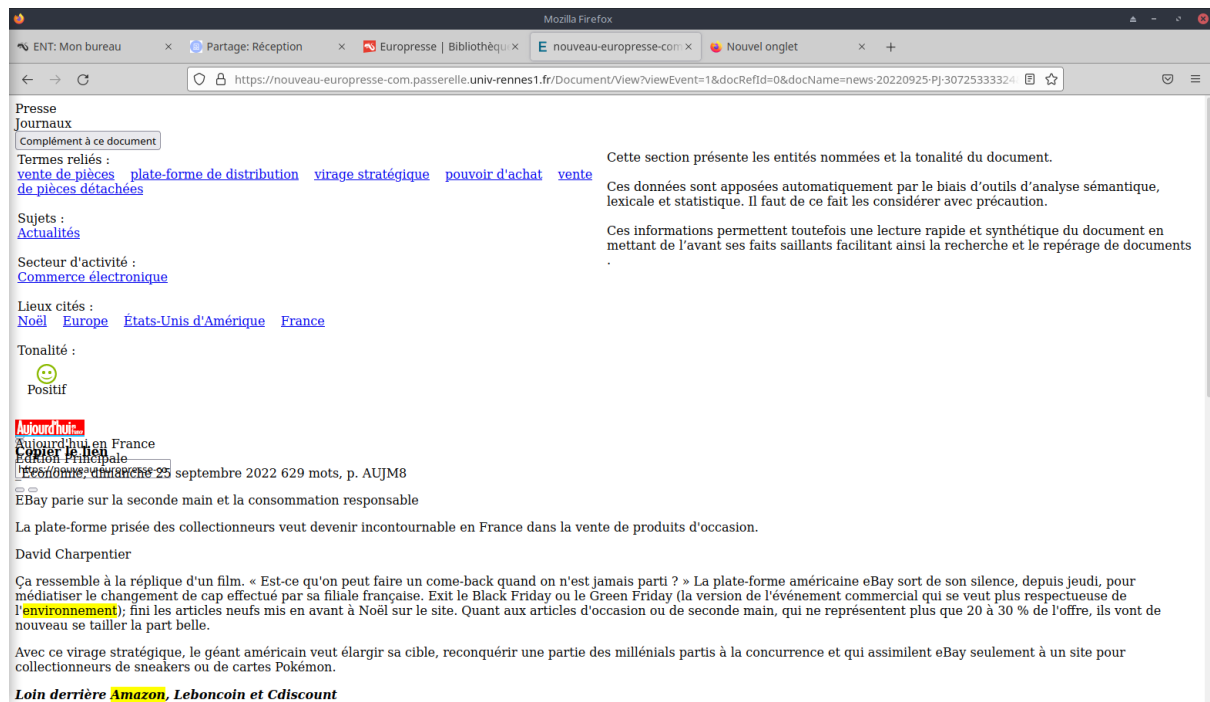 Mozilla Firefox
ENT: Mon bureau
Partage: Réception
Europresse | Bibliothèqu
nouveau-europresse-com
Nouvel onglet
https://nouveau-europresse-com.passerelle.univ-rennes1.fr/Document/View?viewEvent=1&docRefId=0&docName=news·20220925·PJ·30725333324
Presse
Journaux
Complément à ce document
Termes reliés :
vente de pièces plate-forme de distribution virage stratégique pouvoir d'achat vente
de pièces détachées
Sujets :
Actualités
Secteur d'activité :
Commerce électronique
Lieux cités :
Noël Europe États-Unis d'Amérique France
Tonalité :
Positif
Cette section présente les entités nommées et la tonalité du document.
Ces données sont apposées automatiquement par le biais d’outils d’analyse sémantique,
lexicale et statistique. Il faut de ce fait les considérer avec précaution.
Ces informations permettent toutefois une lecture rapide et synthétique du document en
mettant de l’avant ses faits saillants facilitant ainsi la recherche et le repérage de documents
.
Aujourd'hui
Aujourd'hui en France
Copier le lien
Édition Principale
https://nouveau-europresse-co
_Économie, dimanche 25 septembre 2022 629 mots, p. AUJM8
EBay parie sur la seconde main et la consommation responsable
La plate-forme prisée des collectionneurs veut devenir incontournable en France dans la vente de produits d'occasion.
David Charpentier
Ça ressemble à la réplique d'un film. « Est-ce qu'on peut faire un come-back quand on n'est jamais parti ? » La plate-forme américaine eBay sort de son silence, depuis jeudi, pour
médiatiser le changement de cap effectué par sa filiale française. Exit le Black Friday ou le Green Friday (la version de l'événement commercial qui se veut plus respectueuse de
l'environnement); fini les articles neufs mis en avant à Noël sur le site. Quant aux articles d'occasion ou de seconde main, qui ne représentent plus que 20 à 30 % de l'offre, ils vont de
nouveau se tailler la part belle.
Avec ce virage stratégique, le géant américain veut élargir sa cible, reconquérir une partie des millénials partis à la concurrence et qui assimilent eBay seulement à un site pour
collectionneurs de sneakers ou de cartes Pokémon.
Loin derrière Amazon, Leboncoin et Cdiscount